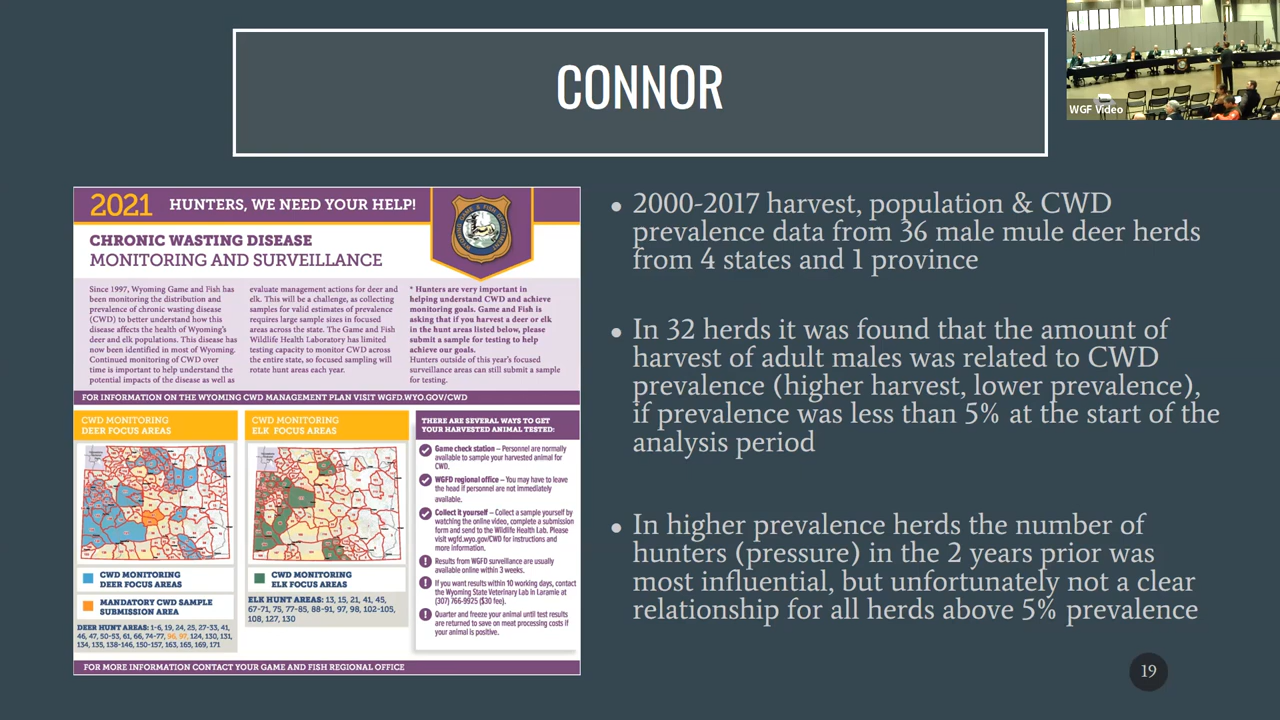 CONNOR
WGF Video
2021 HUNTERS, WE NEED YOUR HELP!
CHRONIC WASTING DISEASE
MONITORING AND SURVEILLANCE
Since 1997, Wyoming Game and Fish has
been monitoring the distribution and
prevalence of chronic wasting disease
(CWD) to better understand how this
disease affects the health of Wyoming's
deer and elk populations. This disease has
now been identified in most of Wyoming.
Continued monitoring of CWD over
time is important to help understand the
potential impacts of the disease as well as
evaluate management actions for deer and
elk. This will be a challenge, as collecting
samples for valid estimates of prevalence
requires large sample sizes in focused
areas across the state. The Game and Fish
Wildlife Health Laboratory has limited
testing capacity to monitor CWD across
the entire state, so focused sampling will
rotate hunt areas each year.
* Hunters are very important in
helping understand CWD and achieve
monitoring goals. Game and Fish is
asking that if you harvest a deer or elk
in the hunt areas listed below, please
submit a sample for testing to help
achieve our goals.
Hunters outside of this year's focused
surveillance areas can still submit a sample
for testing.
FOR INFORMATION ON THE WYOMING CWD MANAGEMENT PLAN VISIT WGFD.WYO.GOV/CWD
CWD MONITORING
DEER FOCUS AREAS
CWD MONITORING
DEER FOCUS AREAS
MANDATORY CWD SAMPLE
SUBMISSION AREA
DEER HUNT AREAS: 1-6, 19, 24, 25, 27-33, 41,
46, 47, 50-53, 61, 66, 74-77, 96, 97, 124, 130, 131,
134, 135, 138-146, 150-157, 163, 165, 169, 171
CWD MONITORING
ELK FOCUS AREAS
CWD MONITORING
ELK FOCUS AREAS
ELK HUNT AREAS: 13, 15, 21, 41, 45,
67-71, 75, 77-85, 88-91, 97, 98, 102-105,
108, 127, 130
THERE ARE SEVERAL WAYS TO GET
YOUR HARVESTED ANIMAL TESTED:
Game check station – Personnel are normally
available to sample your harvested animal for
CWD.
WGFD regional office – You may have to leave
the head if personnel are not immediately
available.
Collect it yourself – Collect a sample yourself by
watching the online video, complete a submission
form and send to the Wildlife Health Lab. Please
visit wgfd.wyo.gov/CWD for instructions and
more information.
Results from WGFD surveillance are usually
available online within 3 weeks.
If you want results within 10 working days, contact
the Wyoming State Veterinary Lab in Laramie at
(307) 766-9925 ($30 fee).
Quarter and freeze your animal until test results
are returned to save on meat processing costs if
your animal is positive.
FOR MORE INFORMATION CONTACT YOUR GAME AND FISH REGIONAL OFFICE
• 2000-2017 harvest, population & CWD
prevalence data from 36 male mule deer herds
from 4 states and 1 province
• In 32 herds it was found that the amount of
harvest of adult males was related to CWD
prevalence (higher harvest, lower prevalence),
if prevalence was less than 5% at the start of the
analysis period
• In higher prevalence herds the number of
hunters (pressure) in the 2 years prior was
most influential, but unfortunately not a clear
relationship for all herds above 5% prevalence
19